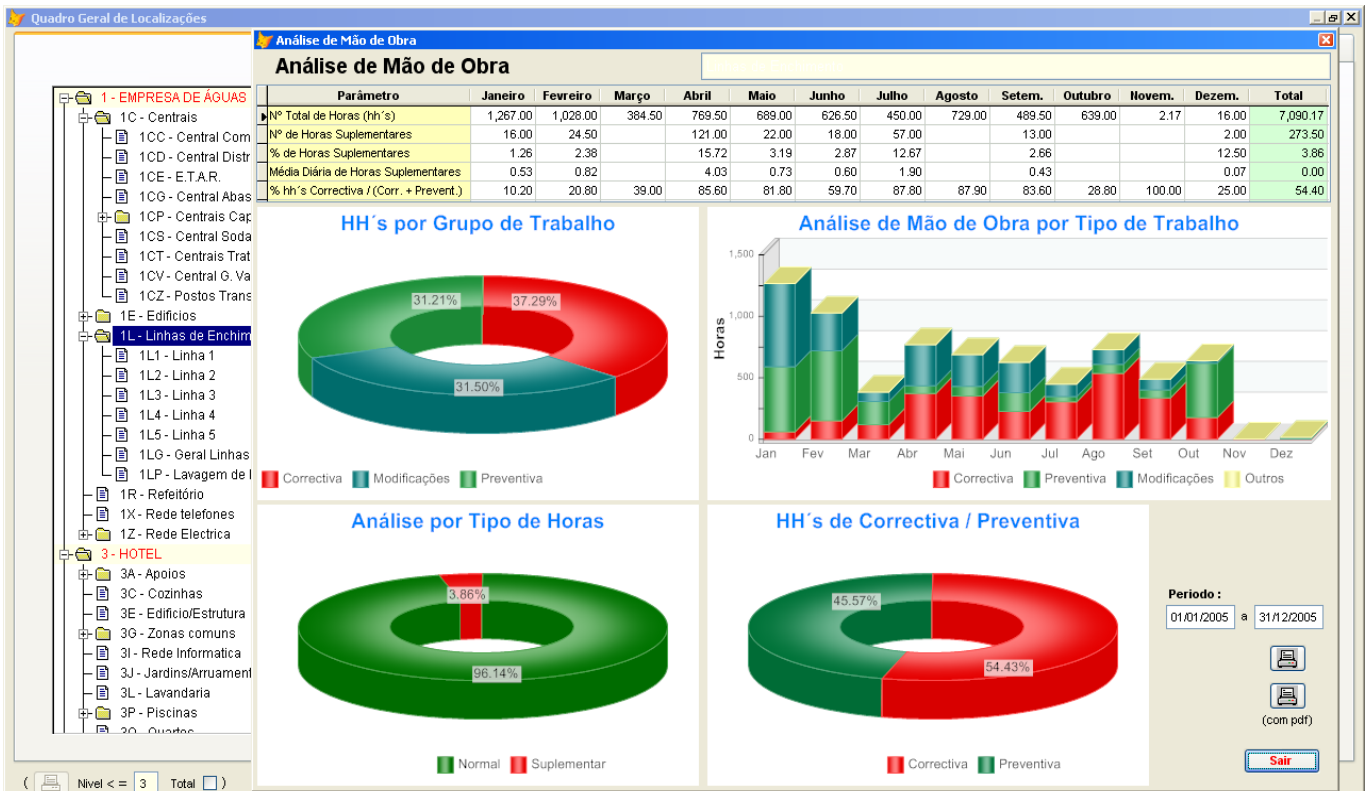 Quadro Geral de Localizações
Análise de Mão de Obra
Análise de Mão de Obra
Parâmetro Janeiro Fevreiro Março Abril Maio Junho Julho Agosto Setem. Outubro Novem. Dezem. Total
Nº Total de Horas (hh´s) 1,267.00 1,028.00 384.50 769.50 689.00 626.50 450.00 729.00 489.50 639.00 2.17 16.00 7,090.17
Nº de Horas Suplementares 16.00 24.50 121.00 22.00 18.00 57.00 13.00 2.00 273.50
% de Horas Suplementares 1.26 2.38 15.72 3.19 2.87 12.67 2.66 12.50 3.86
Média Diária de Horas Suplementares 0.53 0.82 4.03 0.73 0.60 1.90 0.43 0.07 0.00
% hh´s Correctiva / (Corr. + Prevent.) 10.20 20.80 39.00 85.60 81.80 59.70 87.80 87.90 83.60 28.80 100.00 25.00 54.40
1 - EMPRESA DE ÁGUAS
1C - Centrais
1CC - Central Com
1CD - Central Distr
1CE - E.T.A.R.
1CG - Central Abas
1CP - Centrais Cap
1CS - Central Soda
1CT - Centrais Trat
1CV - Central G. Va
1CZ - Postos Trans
1E - Edificios
1L - Linhas de Enchim
1L1 - Linha 1
1L2 - Linha 2
1L3 - Linha 3
1L4 - Linha 4
1L5 - Linha 5
1LG - Geral Linhas
1LP - Lavagem de
1R - Refeitório
1X - Rede telefones
1Z - Rede Electrica
3 - HOTEL
3A - Apoios
3C - Cozinhas
3E - Edificio/Estrutura
3G - Zonas comuns
3I - Rede Informatica
3J - Jardins/Arruament
3L - Lavandaria
3P - Piscinas
3Q - Quartos
( Nivel < = 3 Total )
HH´s por Grupo de Trabalho
31.21%
37.29%
31.50%
Correctiva Modificações Preventiva
Análise de Mão de Obra por Tipo de Trabalho
Horas
1,500
1,000
500
0
Jan Fev Mar Abr Mai Jun Jul Ago Set Out Nov Dez
Correctiva Preventiva Modificações Outros
Análise por Tipo de Horas
3.86%
96.14%
Normal Suplementar
HH´s de Correctiva / Preventiva
45.57%
54.43%
Correctiva Preventiva
Periodo :
01/01/2005 a 31/12/2005
(com pdf)
Sair